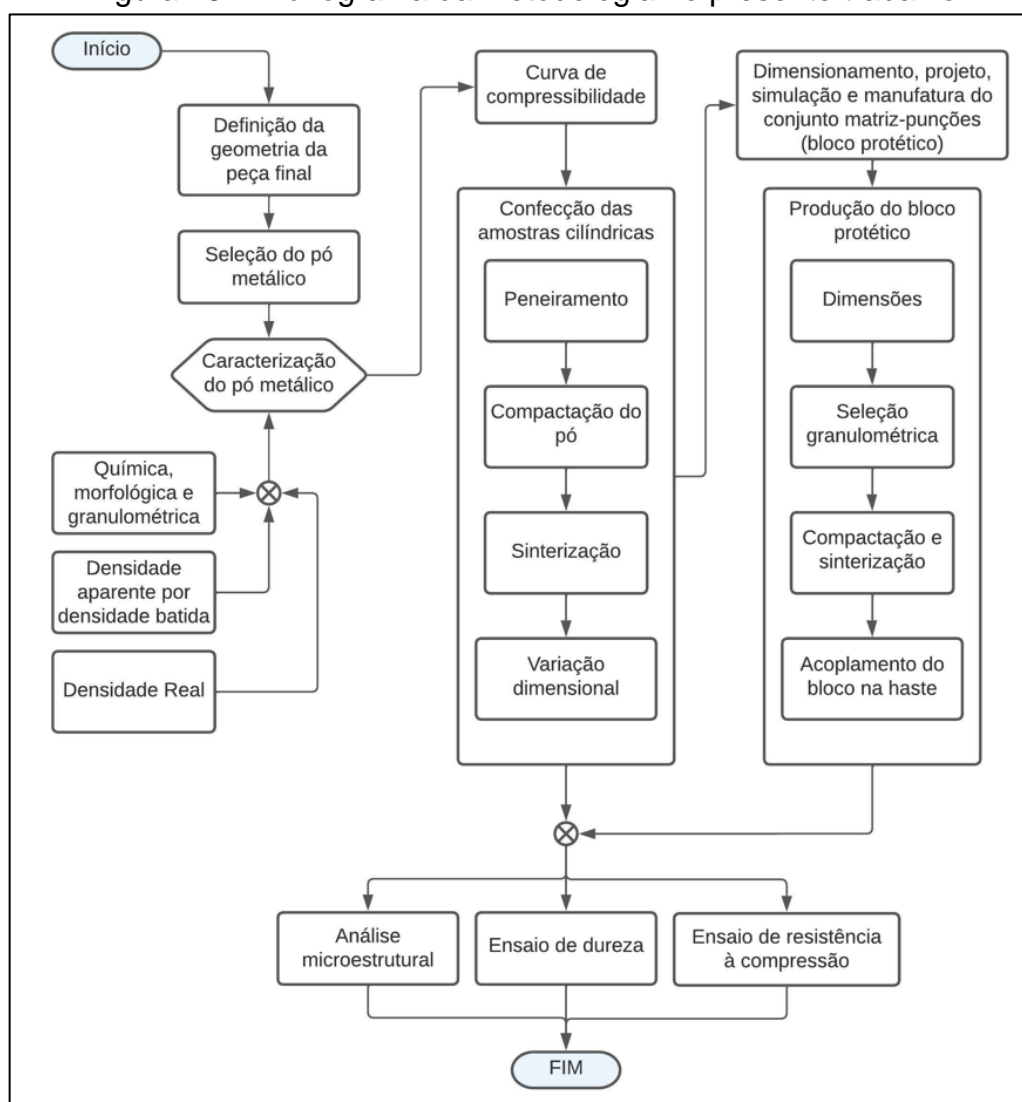 Início
Definição da
geometria da
peça final
Seleção do pó
metálico
Caracterização
do pó metálico
Química,
morfológica e
granulométrica
Densidade
aparente por
densidade batida
Densidade Real
Curva de
compressibilidade
Confecção das
amostras cilíndricas
Peneiramento
Compactação do
pó
Sinterização
Variação
dimensional
Dimensionamento, projeto,
simulação e manufatura do
conjunto matriz-punções
(bloco protético)
Produção do bloco
protético
Dimensões
Seleção
granulométrica
Compactação e
sinterização
Acoplamento do
bloco na haste
Análise
microestrutural
Ensaio de dureza
Ensaio de resistência
à compressão
FIM